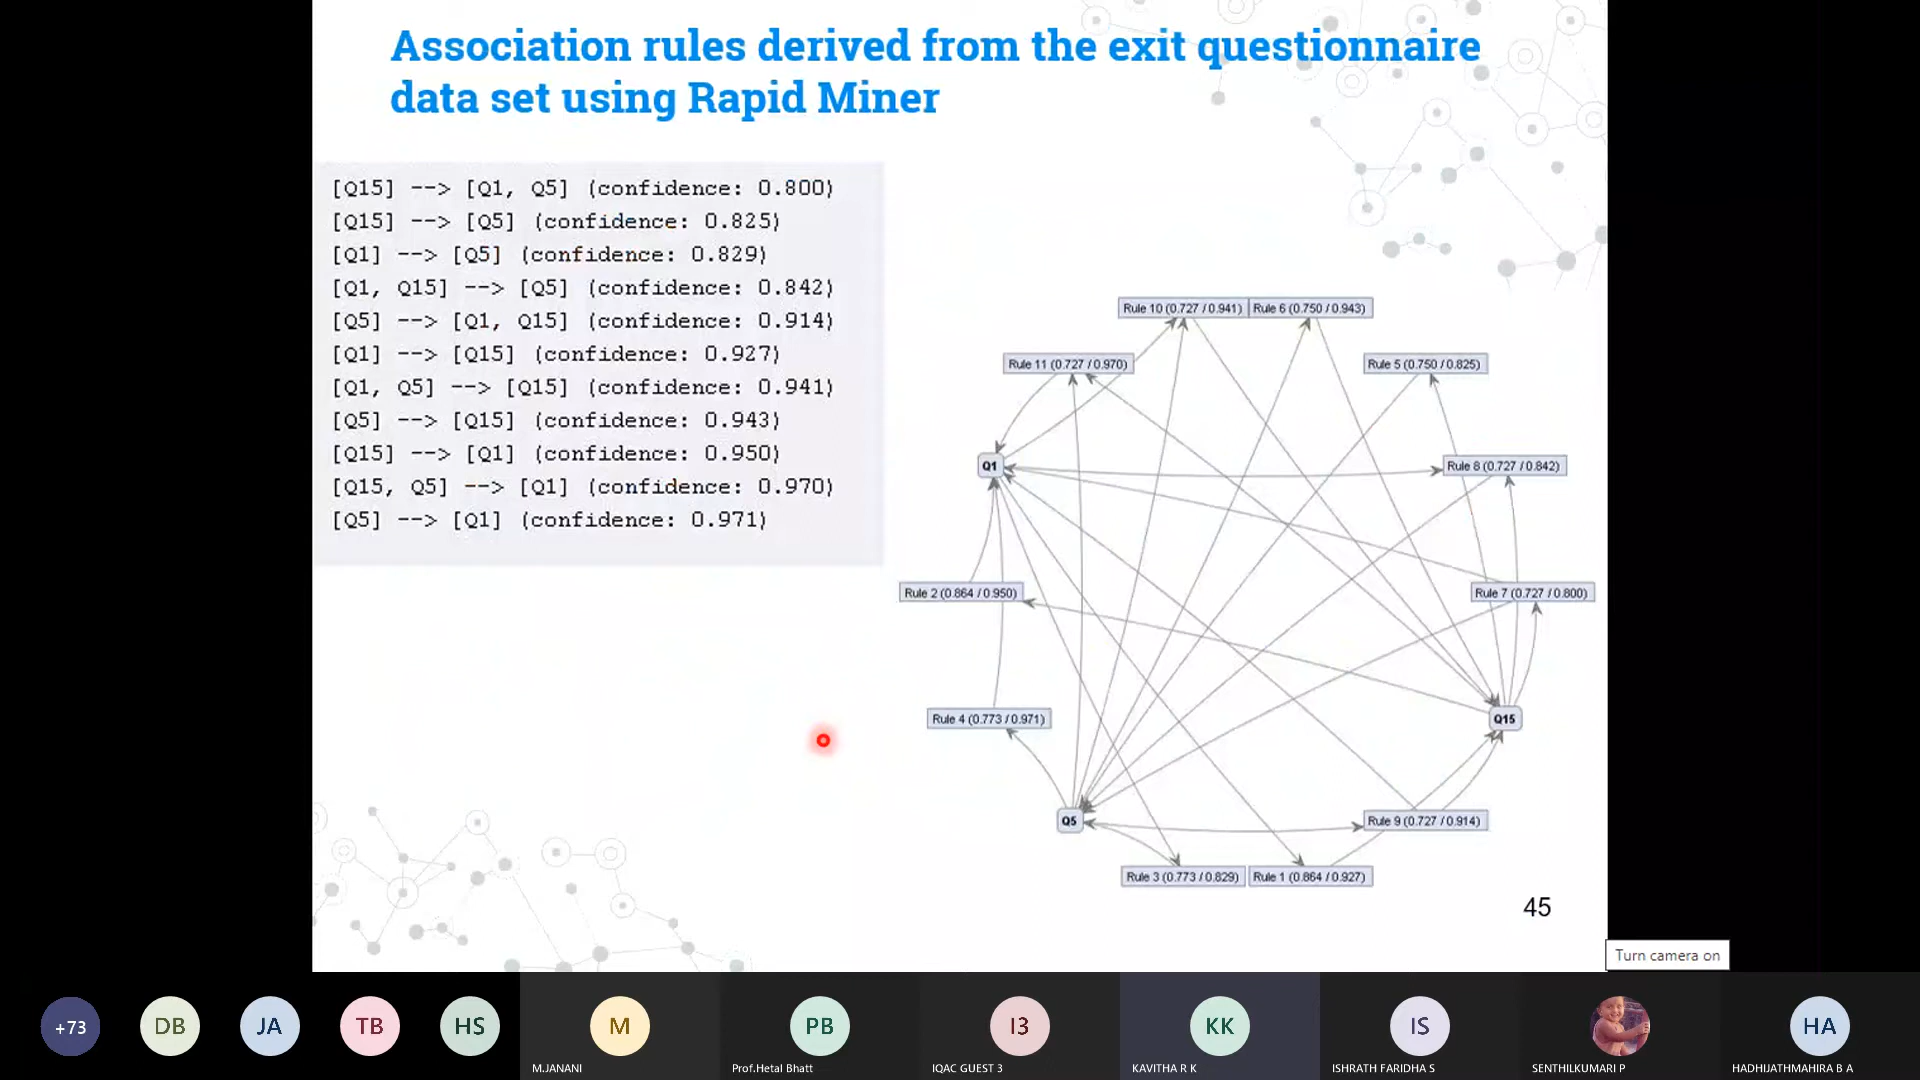 Association rules derived from the exit questionnaire
data set using Rapid Miner
[Q15] --> [Q1, Q5] (confidence: 0.800)
[Q15] --> [Q5] (confidence: 0.825)
[Q1] --> [Q5] (confidence: 0.829)
[Q1, Q15] --> [Q5] (confidence: 0.842)
[Q5] --> [Q1, Q15] (confidence: 0.914)
[Q1] --> [Q15] (confidence: 0.927)
[Q1, Q5] --> [Q15] (confidence: 0.941)
[Q5] --> [Q15] (confidence: 0.943)
[Q15] --> [Q1] (confidence: 0.950)
[Q15, Q5] --> [Q1] (confidence: 0.970)
[Q5] --> [Q1] (confidence: 0.971)
Rule 10 (0.727 / 0.941)
Rule 6 (0.750 / 0.943)
Rule 11 (0.727 / 0.970)
Rule 5 (0.750 / 0.825)
Q1
Rule 8 (0.727 / 0.842)
Rule 2 (0.864 / 0.950)
Rule 7 (0.727 / 0.800)
Rule 4 (0.773 / 0.971)
Q15
Q5
Rule 9 (0.727 / 0.914)
Rule 3 (0.773 / 0.829)
Rule 1 (0.864 / 0.927)
45
Turn camera on
+73
DB
JA
TB
HS
M
PB
I3
KK
IS
HA
M.JANANI
Prof.Hetal Bhatt
IQAC GUEST 3
KAVITHA R K
ISHRATH FARIDHA S
SENTHILKUMARI P
HADHIJATHMAHIRA B A